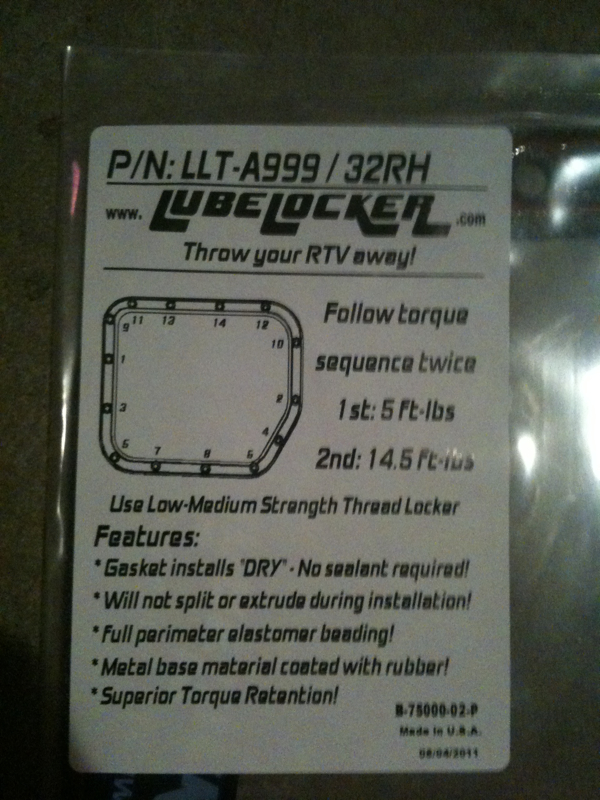 P/N: LLT-A999 / 32RH
www. LUBELOCKER .com
Throw your RTV away!
9 11 13 14 12
10
1
2
3
4
5 7 8 6
Follow torque
sequence twice
1st: 5 ft-lbs
2nd: 14.5 ft-lbs
Use Low-Medium Strength Thread Locker
Features:
* Gasket installs "DRY" - No sealant required!
* Will not split or extrude during installation!
* Full perimeter elastomer beading!
* Metal base material coated with rubber!
* Superior Torque Retention!
B-75000-02-P
Made in U.S.A.